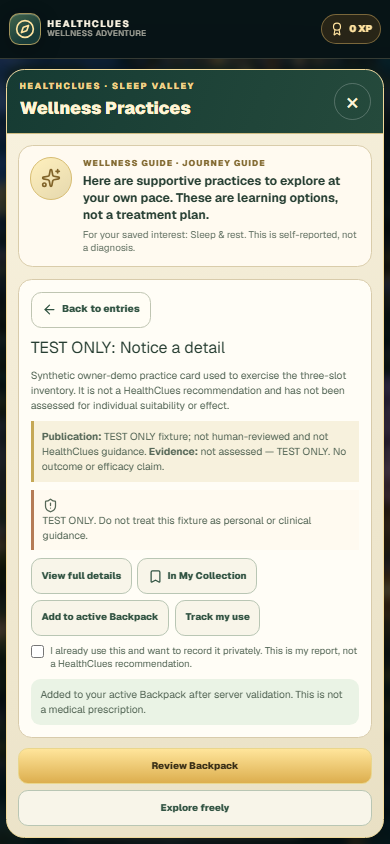 HEALTHCLUES
WELLNESS ADVENTURE
0 XP
HEALTHCLUES · SLEEP VALLEY
Wellness Practices
WELLNESS GUIDE · JOURNEY GUIDE
Here are supportive practices to explore at
your own pace. These are learning options,
not a treatment plan.
For your saved interest: Sleep & rest. This is self-reported, not
a diagnosis.
Back to entries
TEST ONLY: Notice a detail
Synthetic owner-demo practice card used to exercise the three-slot
inventory. It is not a HealthClues recommendation and has not been
assessed for individual suitability or effect.
Publication: TEST ONLY fixture; not human-reviewed and not
HealthClues guidance. Evidence: not assessed — TEST ONLY. No
outcome or efficacy claim.
TEST ONLY. Do not treat this fixture as personal or clinical
guidance.
View full details
In My Collection
Add to active Backpack
Track my use
I already use this and want to record it privately. This is my report, not
a HealthClues recommendation.
Added to your active Backpack after server validation. This is not
a medical prescription.
Review Backpack
Explore freely